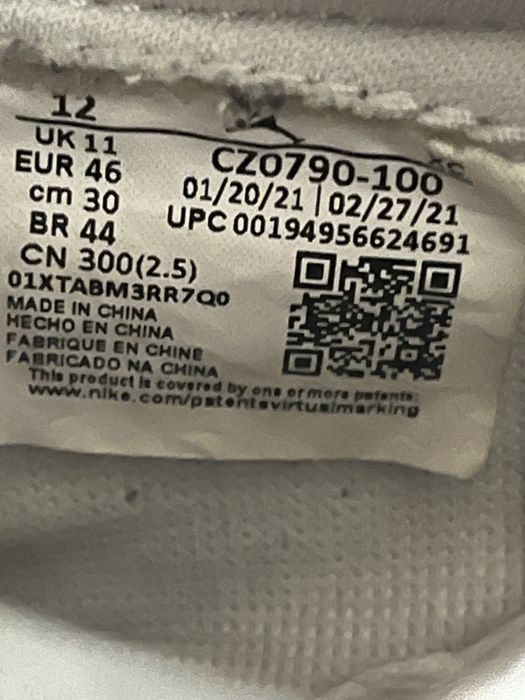 12
UK 11
EUR 46
cm 30
BR 44
CN 300(2.5)
01XTABM3RR7Q0
CZ0790-100
01/20/21 | 02/27/21
UPC 00194956624691
MADE IN CHINA
HECHO EN CHINA
FABRIQUE EN CHINE
FABRICADO NA CHINA
This product is covered by one or more patents.
www.nike.com/patentsvirtualmarking